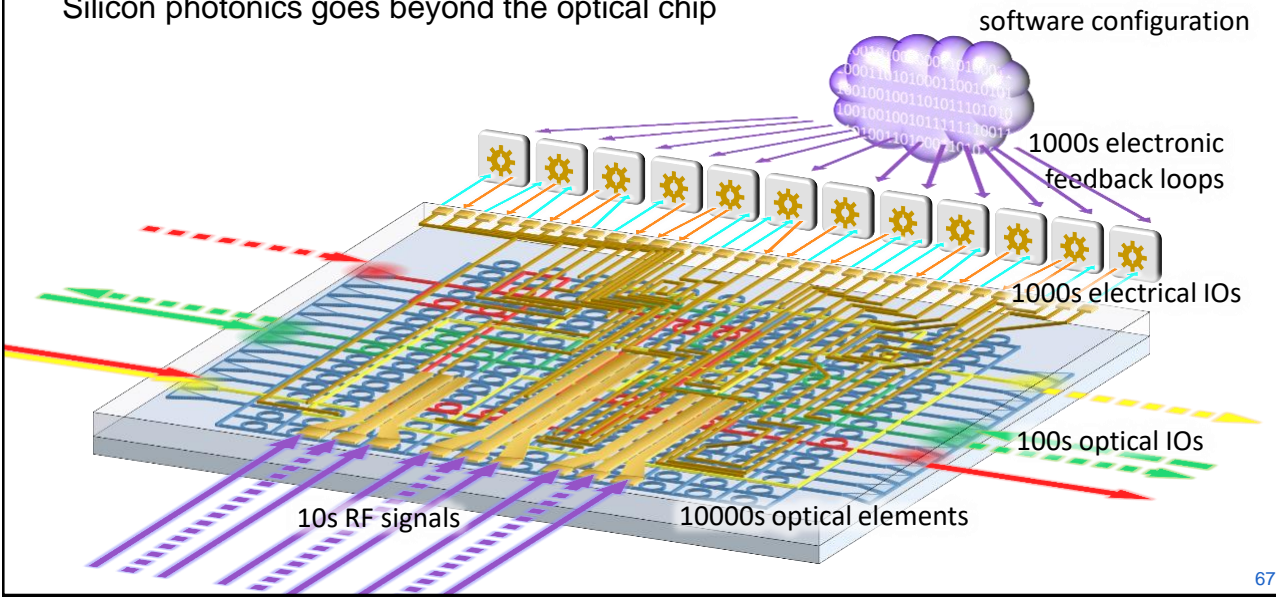 Silicon photonics goes beyond the optical chip
software configuration
1000s electronic
feedback loops
1000s electrical IOs
100s optical IOs
10s RF signals
10000s optical elements
67